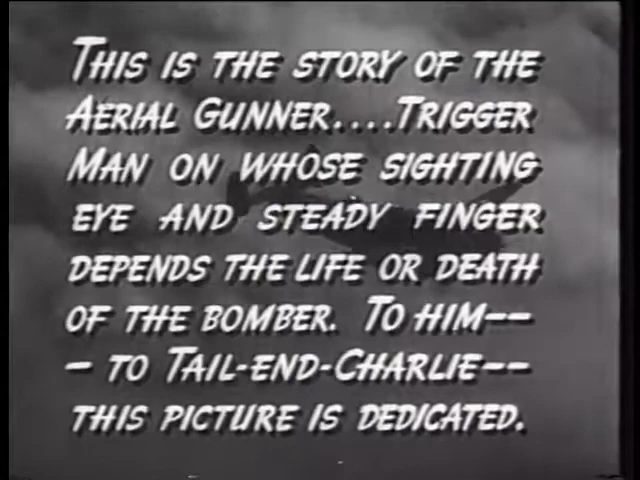 THIS IS THE STORY OF THE
AERIAL GUNNER....TRIGGER
MAN ON WHOSE SIGHTING
EYE AND STEADY FINGER
DEPENDS THE LIFE OR DEATH
OF THE BOMBER. TO HIM--
- TO TAIL-END-CHARLIE--
THIS PICTURE IS DEDICATED.